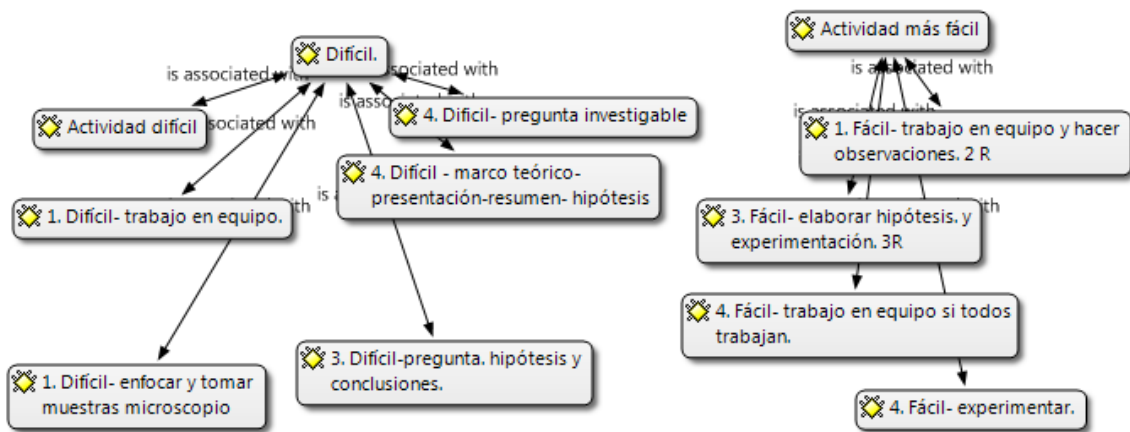 Difícil.
is associated with
associated with
Actividad difícil
associated with
is associated with
4. Dificil- pregunta investigable
4. Difícil - marco teórico-
presentación-resumen- hipótesis
1. Difícil- trabajo en equipo.
3. Difícil-pregunta. hipótesis y
conclusiones.
1. Difícil- enfocar y tomar
muestras microscopio
Actividad más fácil
is associated with
1. Fácil- trabajo en equipo y hacer
observaciones. 2 R
3. Fácil- elaborar hipótesis. y
experimentación. 3R
4. Fácil- trabajo en equipo si todos
trabajan.
4. Fácil- experimentar.